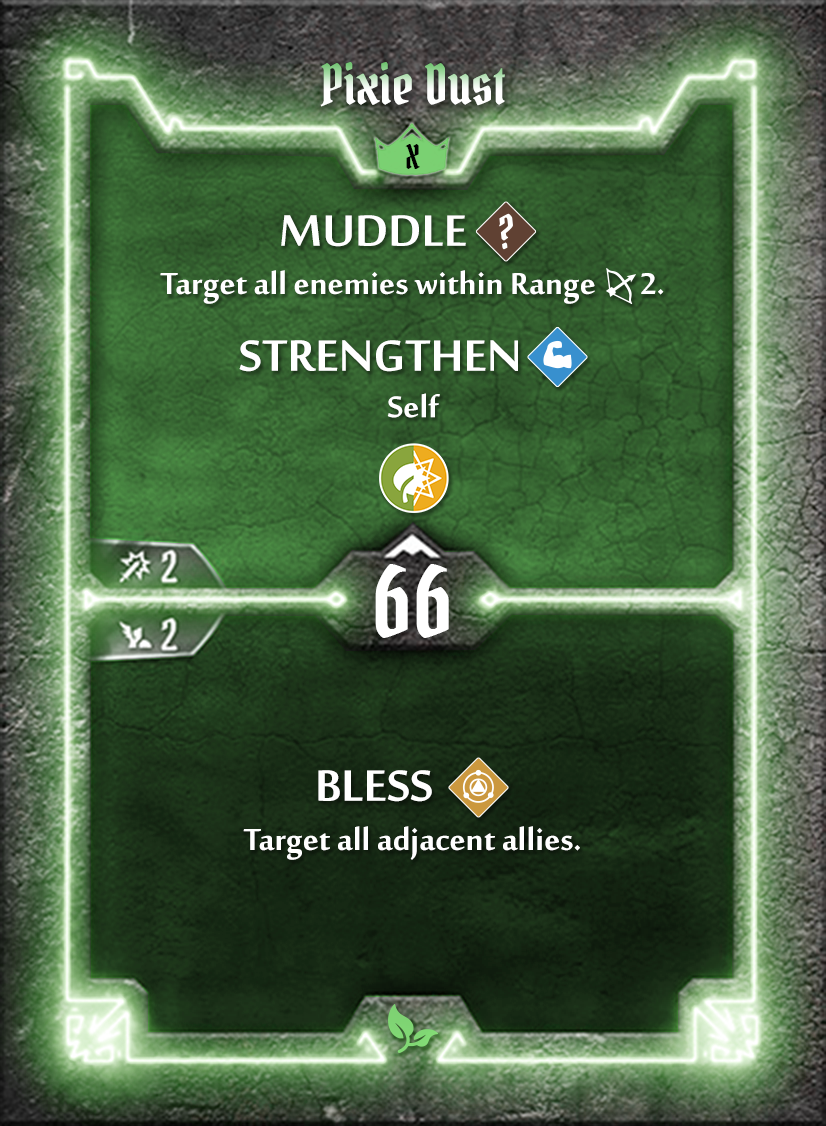 Pixie Dust
X
MUDDLE ?
Target all enemies within Range 2.
STRENGTHEN
Self
2
66
2
BLESS
Target all adjacent allies.